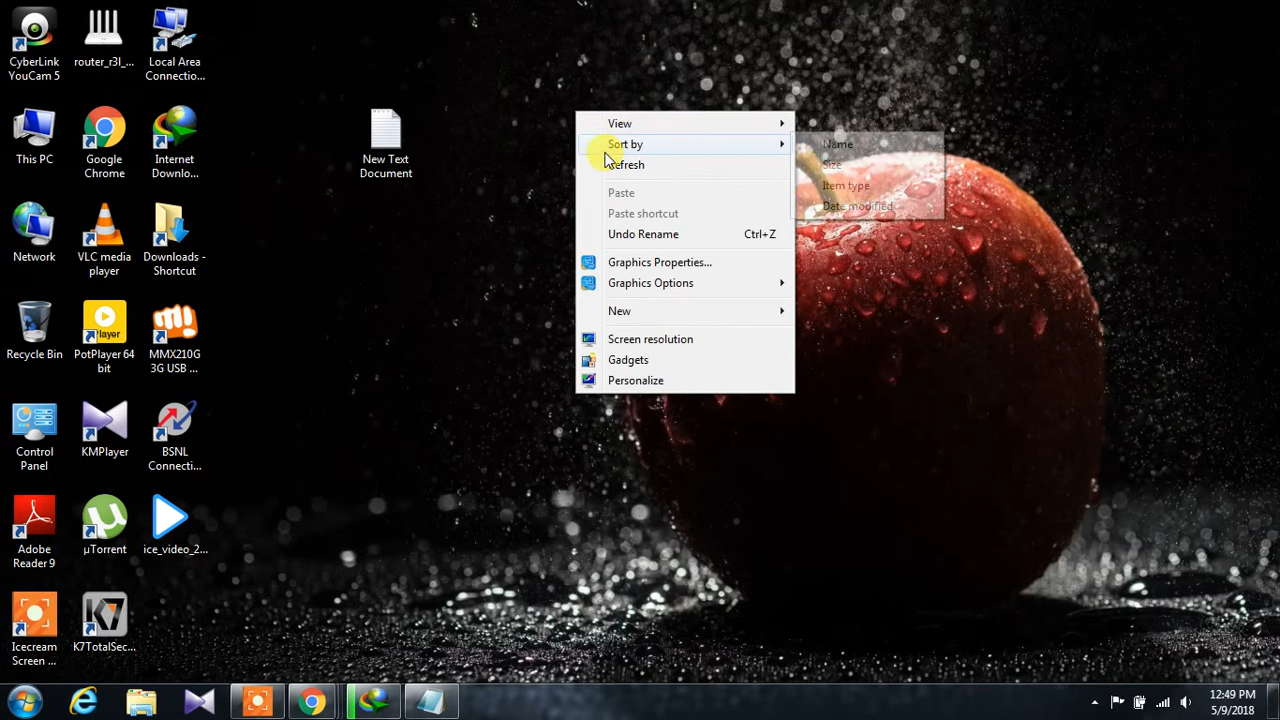 CyberLink
YouCam 5
router_r3l_...
Local Area
Connectio...
This PC
Google
Chrome
Internet
Downlo...
New Text
Document
Network
VLC media
player
Downloads -
Shortcut
Recycle Bin
Player
PotPlayer 64
bit
MMX210G
3G USB ...
Control
Panel
KMPlayer
BSNL
Connecti...
Adobe
Reader 9
µTorrent
ice_video_2...
Icecream
Screen ...
K7
K7TotalSec...
View
Sort by
Refresh
Paste
Paste shortcut
Undo Rename Ctrl+Z
Graphics Properties...
Graphics Options
New
Screen resolution
Gadgets
Personalize
Name
Size
Item type
Date modified
12:49 PM
5/9/2018